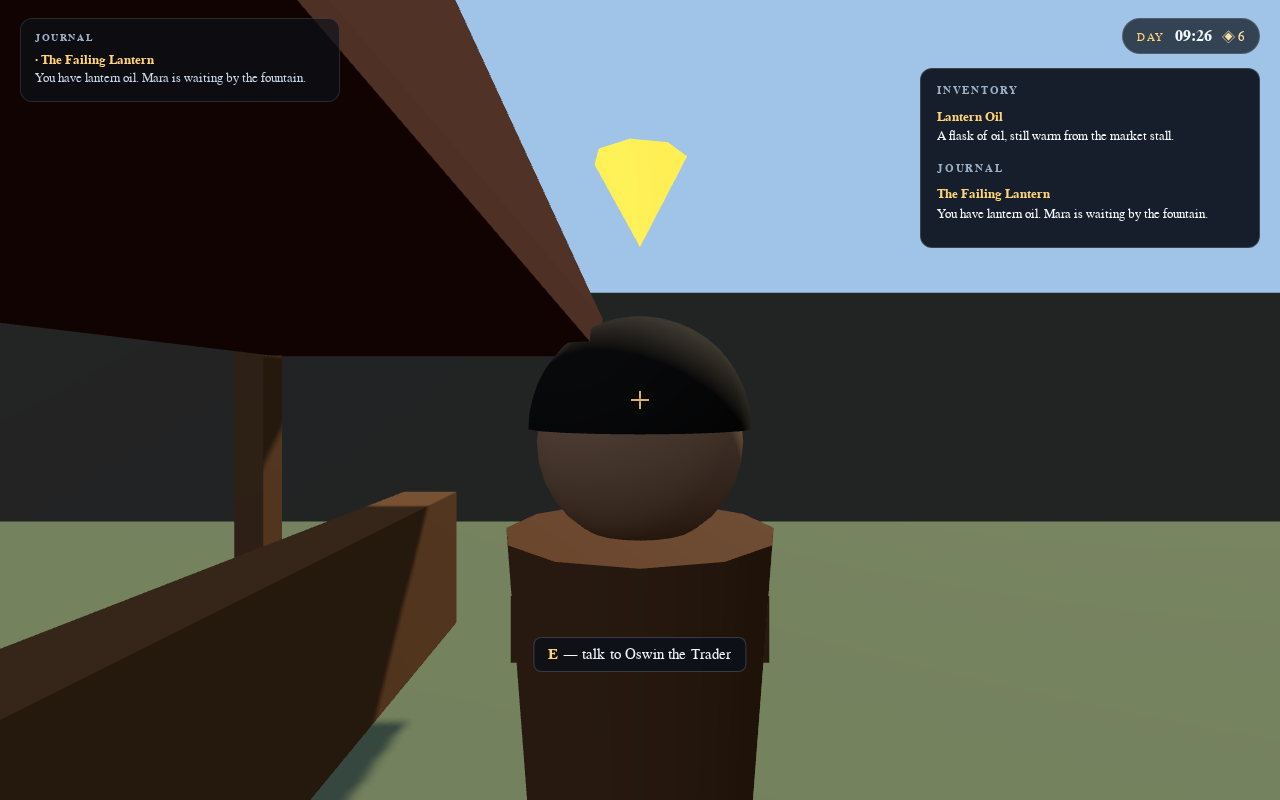 JOURNAL
· The Failing Lantern
You have lantern oil. Mara is waiting by the fountain.
DAY 09:26 ◈ 6
INVENTORY
Lantern Oil
A flask of oil, still warm from the market stall.
JOURNAL
The Failing Lantern
You have lantern oil. Mara is waiting by the fountain.
E — talk to Oswin the Trader